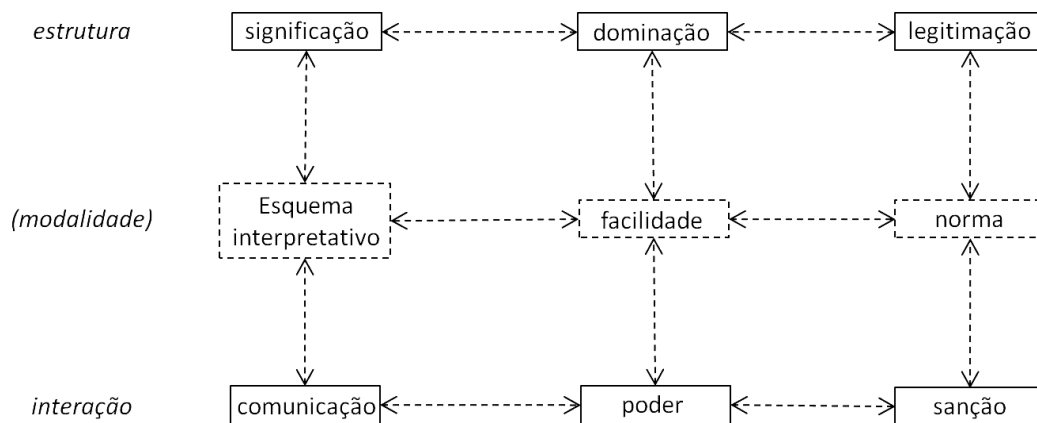 estrutura
significação
dominação
legitimação
(modalidade)
Esquema
interpretativo
facilidade
norma
interação
comunicação
poder
sanção